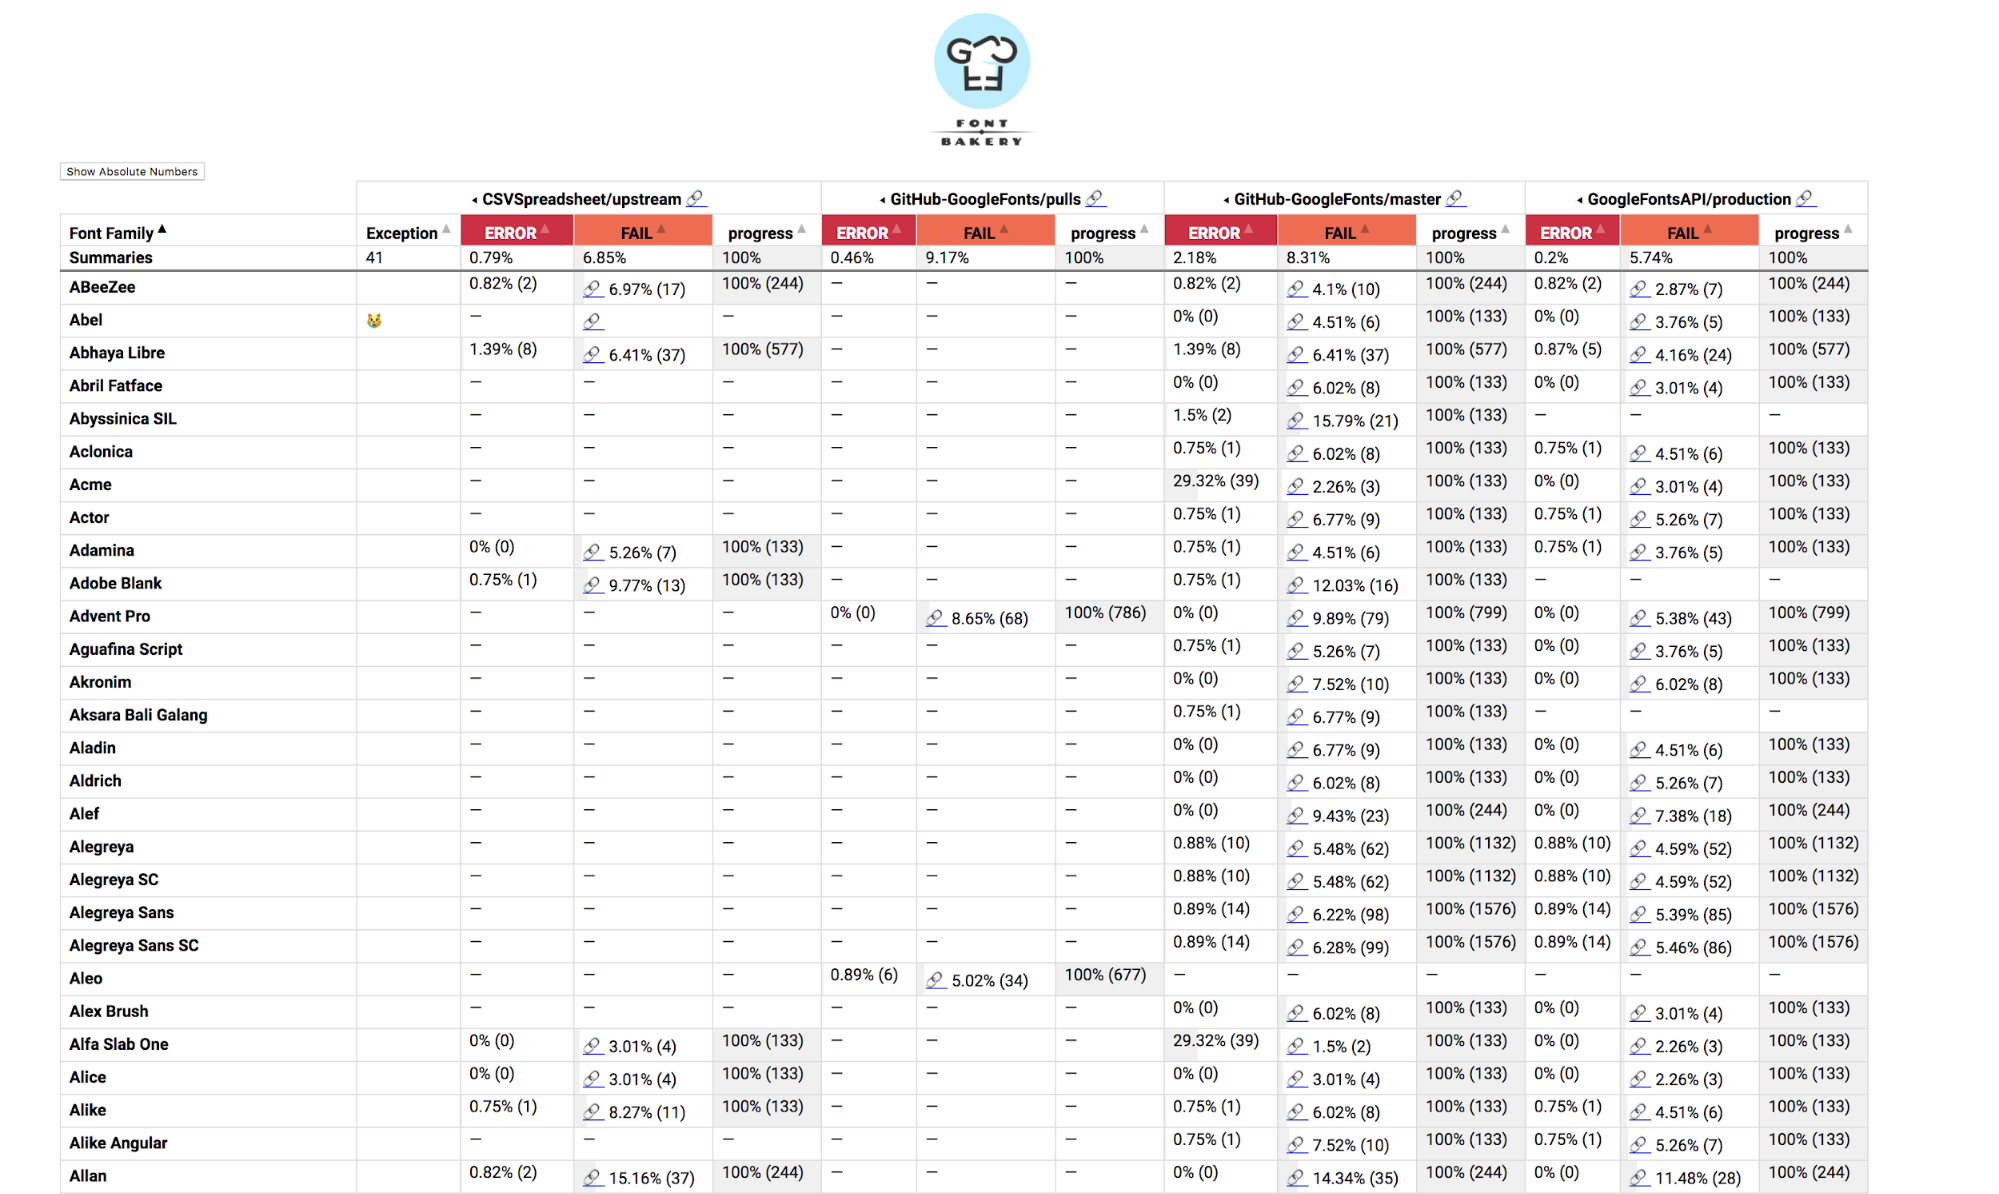 FONT
BAKERY
Show Absolute Numbers
◂ CSVSpreadsheet/upstream ◂ GitHub-GoogleFonts/pulls ◂ GitHub-GoogleFonts/master ◂ GoogleFontsAPI/production
Font Family ▲ Exception ▲ ERROR ▲ FAIL ▲ progress ▲ ERROR ▲ FAIL ▲ progress ▲ ERROR ▲ FAIL ▲ progress ▲ ERROR ▲ FAIL ▲ progress ▲
Summaries 41 0.79% 6.85% 100% 0.46% 9.17% 100% 2.18% 8.31% 100% 0.2% 5.74% 100%
ABeeZee 0.82% (2) 6.97% (17) 100% (244) — — — 0.82% (2) 4.1% (10) 100% (244) 0.82% (2) 2.87% (7) 100% (244)
Abel 😿 — — — — — 0% (0) 4.51% (6) 100% (133) 0% (0) 3.76% (5) 100% (133)
Abhaya Libre 1.39% (8) 6.41% (37) 100% (577) — — — 1.39% (8) 6.41% (37) 100% (577) 0.87% (5) 4.16% (24) 100% (577)
Abril Fatface — — — — — — 0% (0) 6.02% (8) 100% (133) 0% (0) 3.01% (4) 100% (133)
Abyssinica SIL — — — — — — 1.5% (2) 15.79% (21) 100% (133) — — —
Aclonica — — — — — — 0.75% (1) 6.02% (8) 100% (133) 0.75% (1) 4.51% (6) 100% (133)
Acme — — — — — — 29.32% (39) 2.26% (3) 100% (133) 0% (0) 3.01% (4) 100% (133)
Actor — — — — — — 0.75% (1) 6.77% (9) 100% (133) 0.75% (1) 5.26% (7) 100% (133)
Adamina 0% (0) 5.26% (7) 100% (133) — — — 0.75% (1) 4.51% (6) 100% (133) 0.75% (1) 3.76% (5) 100% (133)
Adobe Blank 0.75% (1) 9.77% (13) 100% (133) — — — 0.75% (1) 12.03% (16) 100% (133) — — —
Advent Pro — — — 0% (0) 8.65% (68) 100% (786) 0% (0) 9.89% (79) 100% (799) 0% (0) 5.38% (43) 100% (799)
Aguafina Script — — — — — — 0.75% (1) 5.26% (7) 100% (133) 0% (0) 3.76% (5) 100% (133)
Akronim — — — — — — 0% (0) 7.52% (10) 100% (133) 0% (0) 6.02% (8) 100% (133)
Aksara Bali Galang — — — — — — 0.75% (1) 6.77% (9) 100% (133) — — —
Aladin — — — — — — 0% (0) 6.77% (9) 100% (133) 0% (0) 4.51% (6) 100% (133)
Aldrich — — — — — — 0% (0) 6.02% (8) 100% (133) 0% (0) 5.26% (7) 100% (133)
Alef — — — — — — 0% (0) 9.43% (23) 100% (244) 0% (0) 7.38% (18) 100% (244)
Alegreya — — — — — — 0.88% (10) 5.48% (62) 100% (1132) 0.88% (10) 4.59% (52) 100% (1132)
Alegreya SC — — — — — — 0.88% (10) 5.48% (62) 100% (1132) 0.88% (10) 4.59% (52) 100% (1132)
Alegreya Sans — — — — — — 0.89% (14) 6.22% (98) 100% (1576) 0.89% (14) 5.39% (85) 100% (1576)
Alegreya Sans SC — — — — — — 0.89% (14) 6.28% (99) 100% (1576) 0.89% (14) 5.46% (86) 100% (1576)
Aleo — — — 0.89% (6) 5.02% (34) 100% (677) — — — — — —
Alex Brush — — — — — — 0% (0) 6.02% (8) 100% (133) 0% (0) 3.01% (4) 100% (133)
Alfa Slab One 0% (0) 3.01% (4) 100% (133) — — — 29.32% (39) 1.5% (2) 100% (133) 0% (0) 2.26% (3) 100% (133)
Alice 0% (0) 3.01% (4) 100% (133) — — — 0% (0) 3.01% (4) 100% (133) 0% (0) 2.26% (3) 100% (133)
Alike 0.75% (1) 8.27% (11) 100% (133) — — — 0.75% (1) 6.02% (8) 100% (133) 0.75% (1) 4.51% (6) 100% (133)
Alike Angular — — — — — — 0.75% (1) 7.52% (10) 100% (133) 0.75% (1) 5.26% (7) 100% (133)
Allan 0.82% (2) 15.16% (37) 100% (244) — — — 0% (0) 14.34% (35) 100% (244) 0% (0) 11.48% (28) 100% (244)